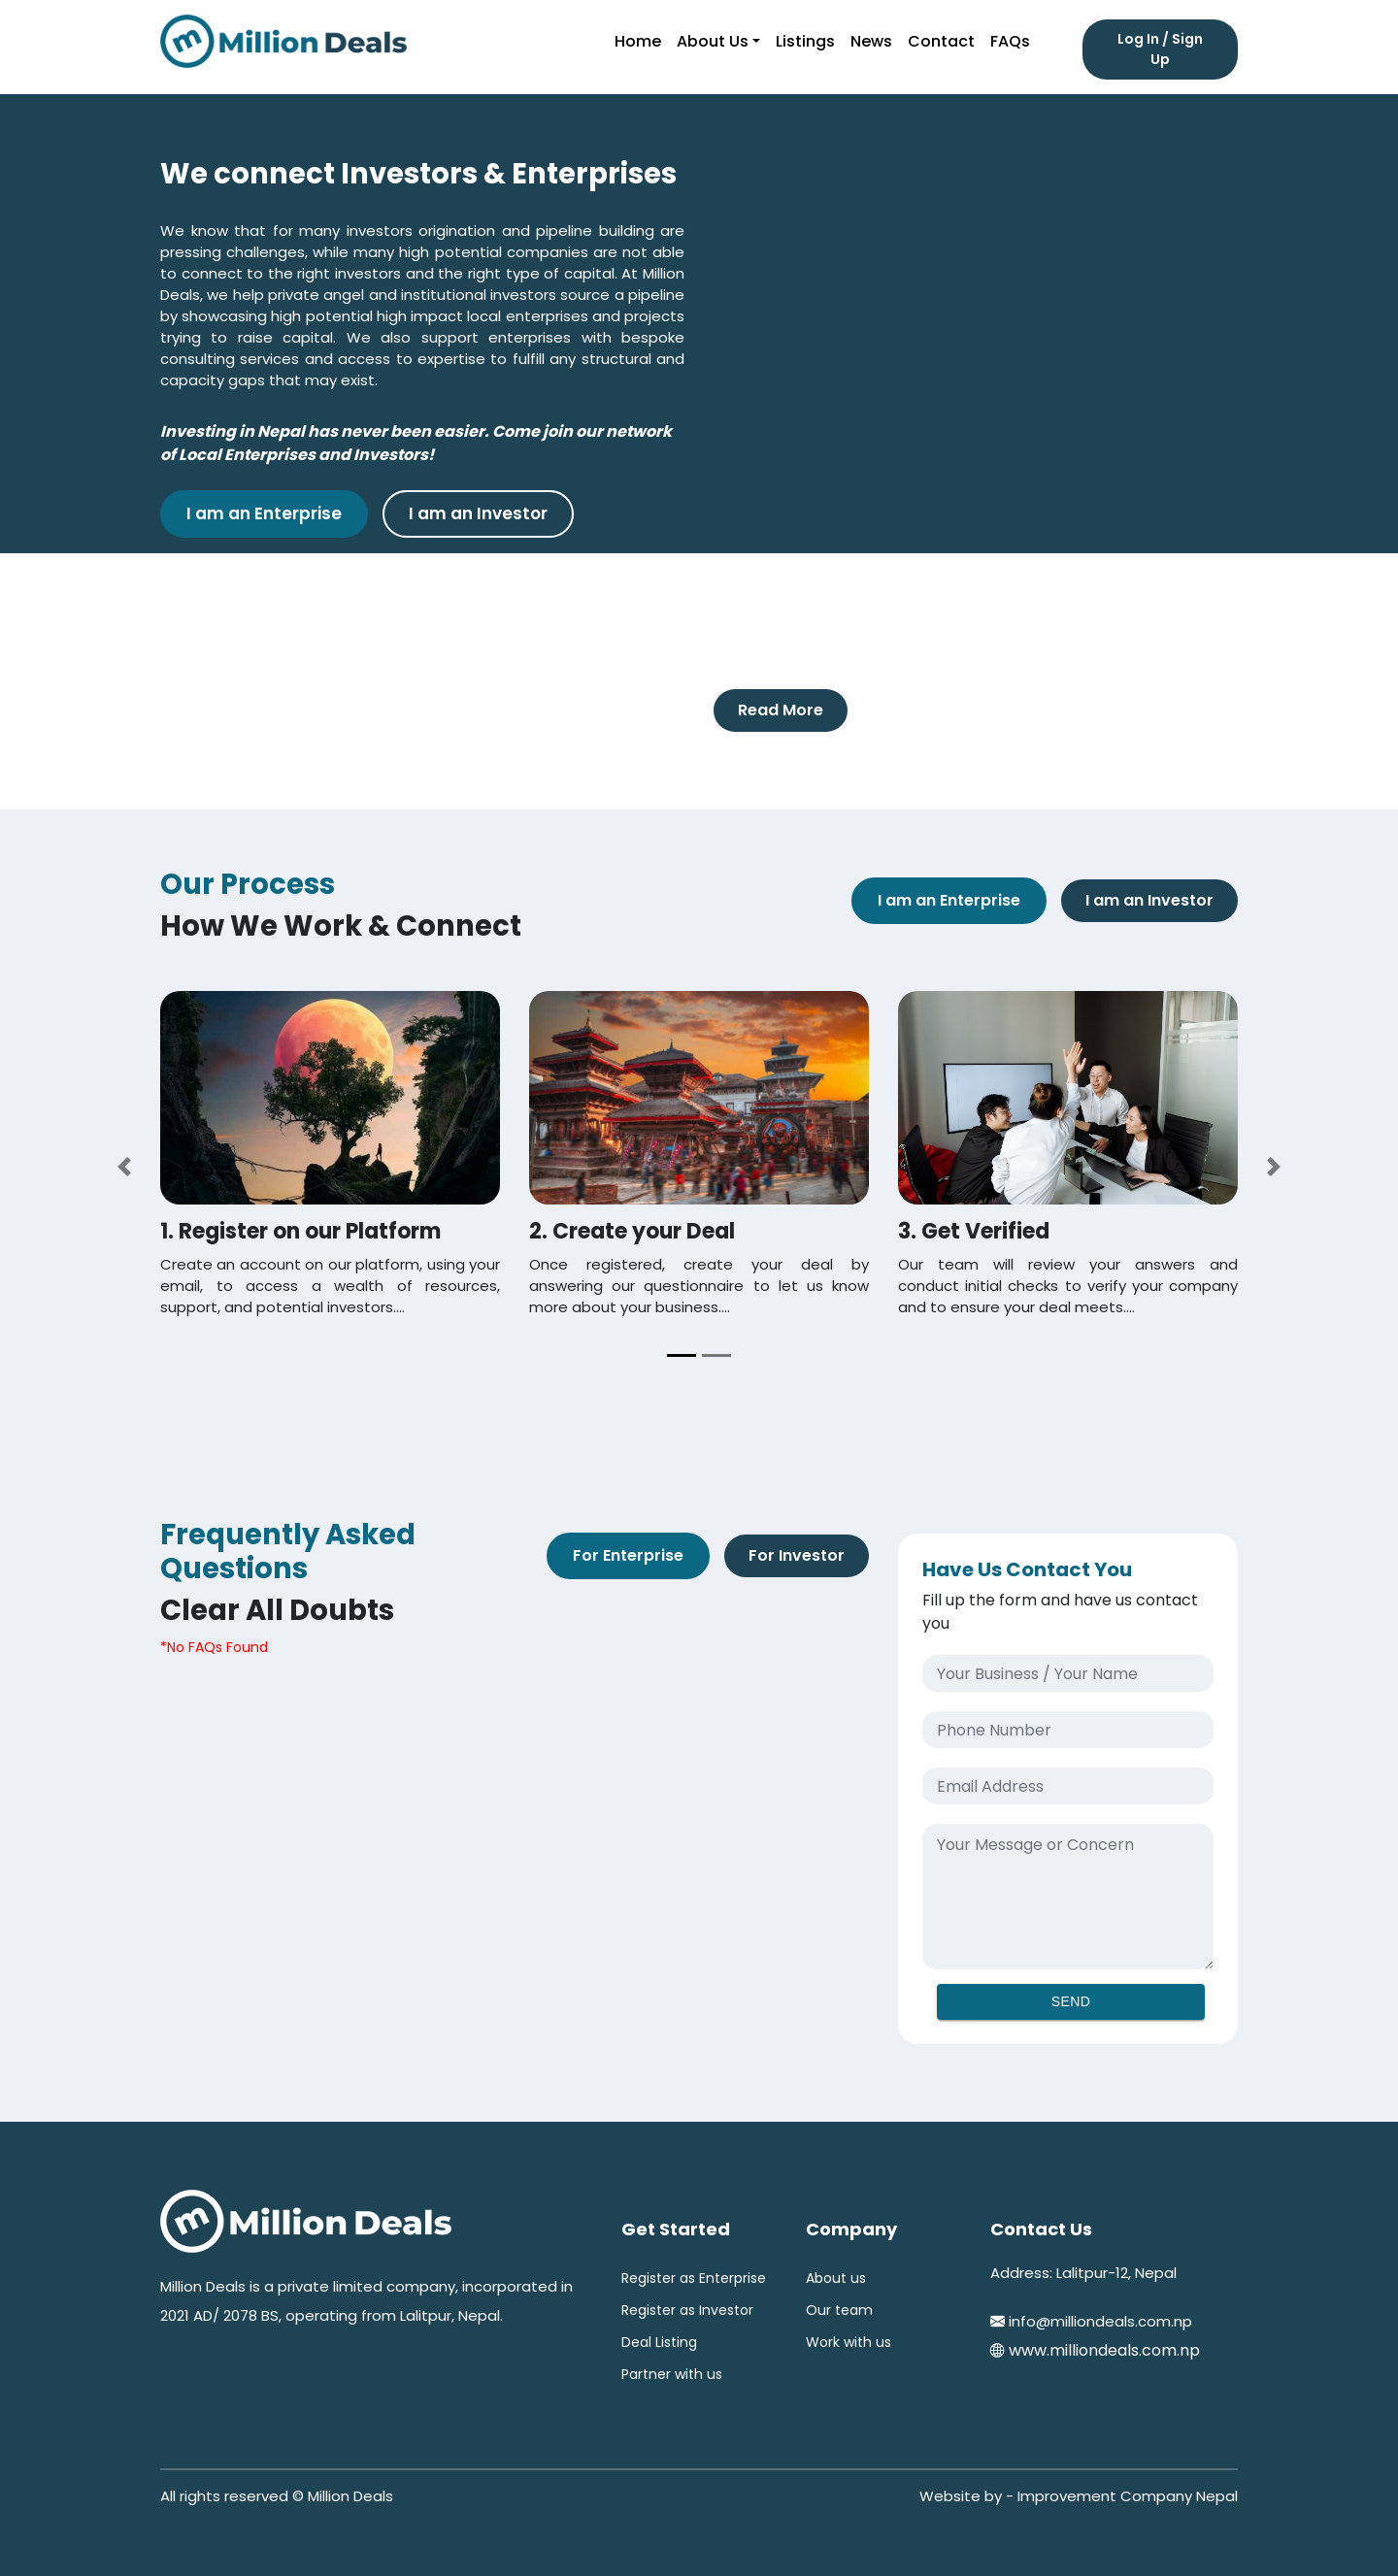 Million Deals
Home About Us Listings News Contact FAQs
Log In / Sign
Up
We connect Investors & Enterprises
We know that for many investors origination and pipeline building are
pressing challenges, while many high potential companies are not able
to connect to the right investors and the right type of capital. At Million
Deals, we help private angel and institutional investors source a pipeline
by showcasing high potential high impact local enterprises and projects
trying to raise capital. We also support enterprises with bespoke
consulting services and access to expertise to fulfill any structural and
capacity gaps that may exist.
Investing in Nepal has never been easier. Come join our network
of Local Enterprises and Investors!
I am an Enterprise I am an Investor
Read More
Our Process
How We Work & Connect
I am an Enterprise I am an Investor
1. Register on our Platform
Create an account on our platform, using your
email, to access a wealth of resources,
support, and potential investors....
2. Create your Deal
Once registered, create your deal by
answering our questionnaire to let us know
more about your business....
3. Get Verified
Our team will review your answers and
conduct initial checks to verify your company
and to ensure your deal meets....
Frequently Asked
Questions
Clear All Doubts
*No FAQs Found
For Enterprise For Investor
Have Us Contact You
Fill up the form and have us contact
you
Your Business / Your Name
Phone Number
Email Address
Your Message or Concern
SEND
Million Deals
Million Deals is a private limited company, incorporated in
2021 AD/ 2078 BS, operating from Lalitpur, Nepal.
Get Started
Register as Enterprise
Register as Investor
Deal Listing
Partner with us
Company
About us
Our team
Work with us
Contact Us
Address: Lalitpur-12, Nepal
info@milliondeals.com.np
www.milliondeals.com.np
All rights reserved © Million Deals
Website by - Improvement Company Nepal